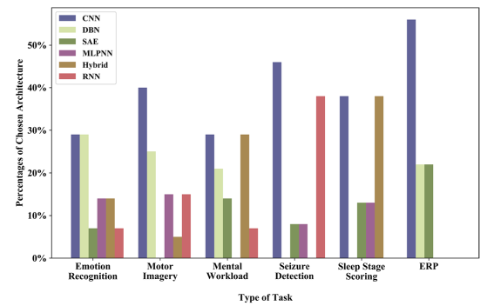 CNN
DBN
SAE
MLPNN
Hybrid
RNN
Percentages of Chosen Architecture
50%
40%
30%
20%
10%
0%
Emotion Recognition
Motor Imagery
Mental Workload
Seizure Detection
Sleep Stage Scoring
ERP
Type of Task